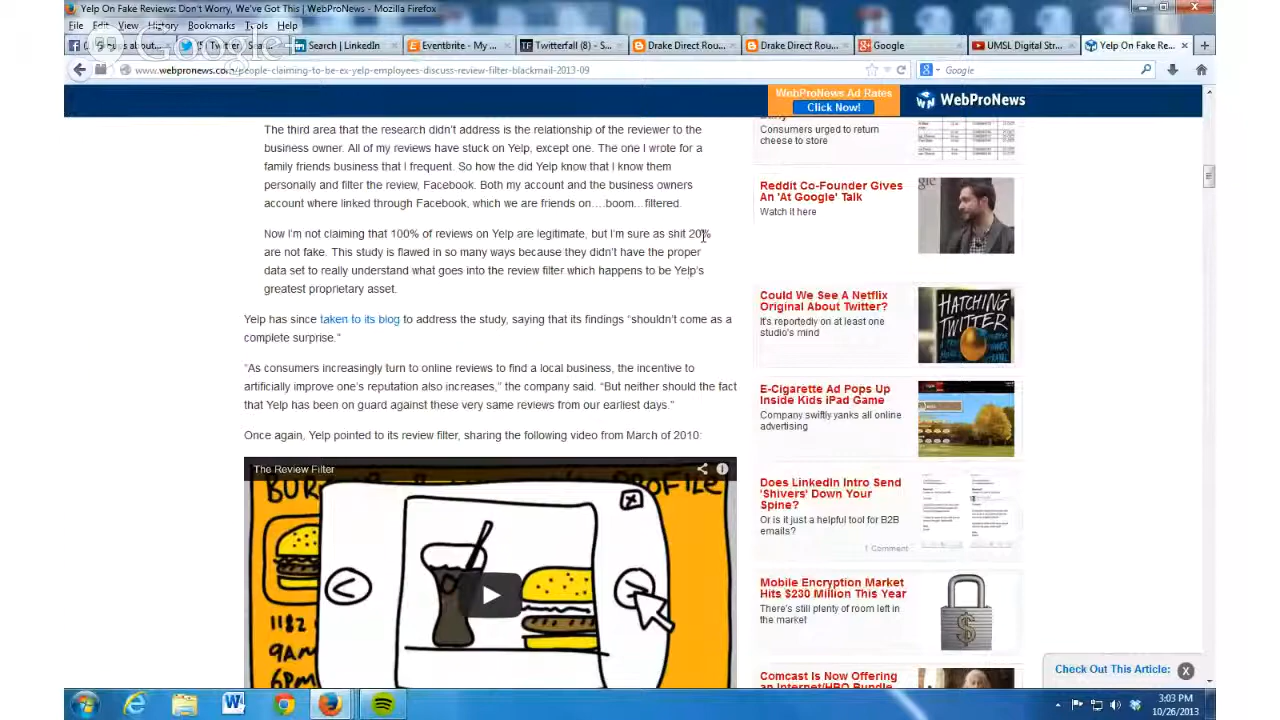 Yelp On Fake Reviews: Don't Worry, We've Got This | WebProNews - Mozilla Firefox
File Edit View History Bookmarks Tools Help
Search | LinkedIn
Eventbrite - My ...
Twitterfall (8) - S...
Drake Direct Rou...
Drake Direct Rou...
Google
UMSL Digital Str...
Yelp On Fake Re...
Google+
www.webpronews.com/people-claiming-to-be-ex-yelp-employees-discuss-review-filter-blackmail-2013-09
Google
WebProNews Ad Rates
Click Now!
WebProNews
The third area that the research didn't address is the relationship of the reviewer to the
business owner. All of my reviews have stuck on Yelp, except one. The one I wrote for a
family friends business that I frequent. So how the did Yelp know that I know them
personally and filter the review, Facebook. Both my account and the business owners
account where linked through Facebook, which we are friends on….boom…filtered.
Now I'm not claiming that 100% of reviews on Yelp are legitimate, but I'm sure as shit 20%
are not fake. This study is flawed in so many ways because they didn't have the proper
data set to really understand what goes into the review filter which happens to be Yelp's
greatest proprietary asset.
Yelp has since taken to its blog to address the study, saying that its findings “shouldn't come as a
complete surprise.”
“As consumers increasingly turn to online reviews to find a local business, the incentive to
artificially improve one's reputation also increases,” the company said. “But neither should the fact
that Yelp has been on guard against these very same reviews from our earliest days.”
Once again, Yelp pointed to its review filter, sharing the following video from March of 2010:
The Review Filter
PROFILE
1182
9AM
6PM
Consumers urged to return
cheese to store
Reddit Co-Founder Gives
An 'At Google' Talk
Watch It here
Could We See A Netflix
Original About Twitter?
It's reportedly on at least one
studio's mind
HATCHING
TWITTER
E-Cigarette Ad Pops Up
Inside Kids iPad Game
Company swiftly yanks all online
advertising
Does LinkedIn Intro Send
'Shivers' Down Your
Spine?
Or is it just a helpful tool for B2B
emails?
1 Comment
Mobile Encryption Market
Hits $230 Million This Year
There's still plenty of room left in
the market
Comcast Is Now Offering
an Internet/HBO Bundle
Check Out This Article:
3:03 PM
10/26/2013